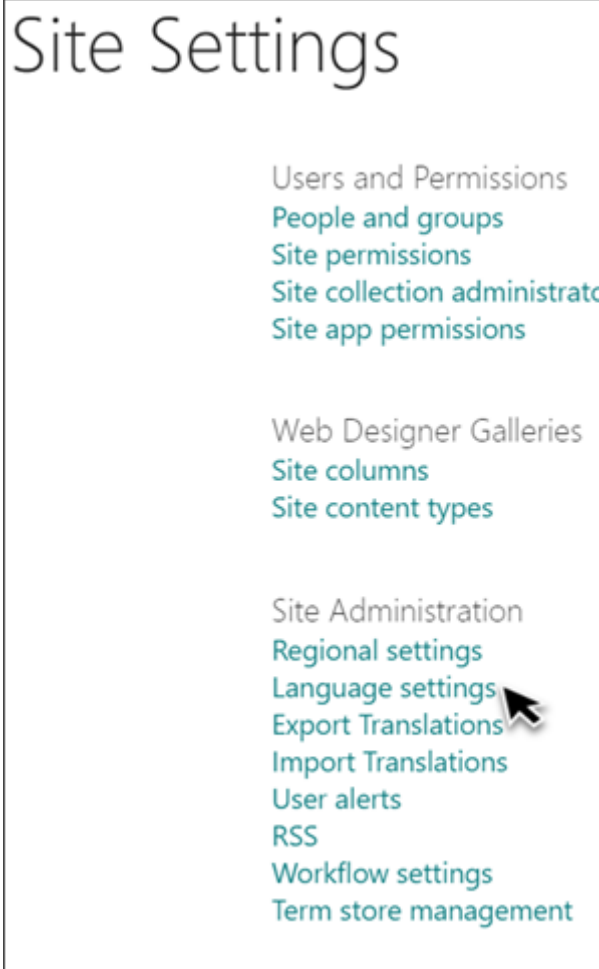 Site Settings
Users and Permissions
People and groups
Site permissions
Site collection
Site app permissions
Web Designer Galleries
Site columns
Site content types
Site Administration
Regional settings
Language settings
Export Translations
Import Translations
User alerts
RSS
Workflow settings
Term store management